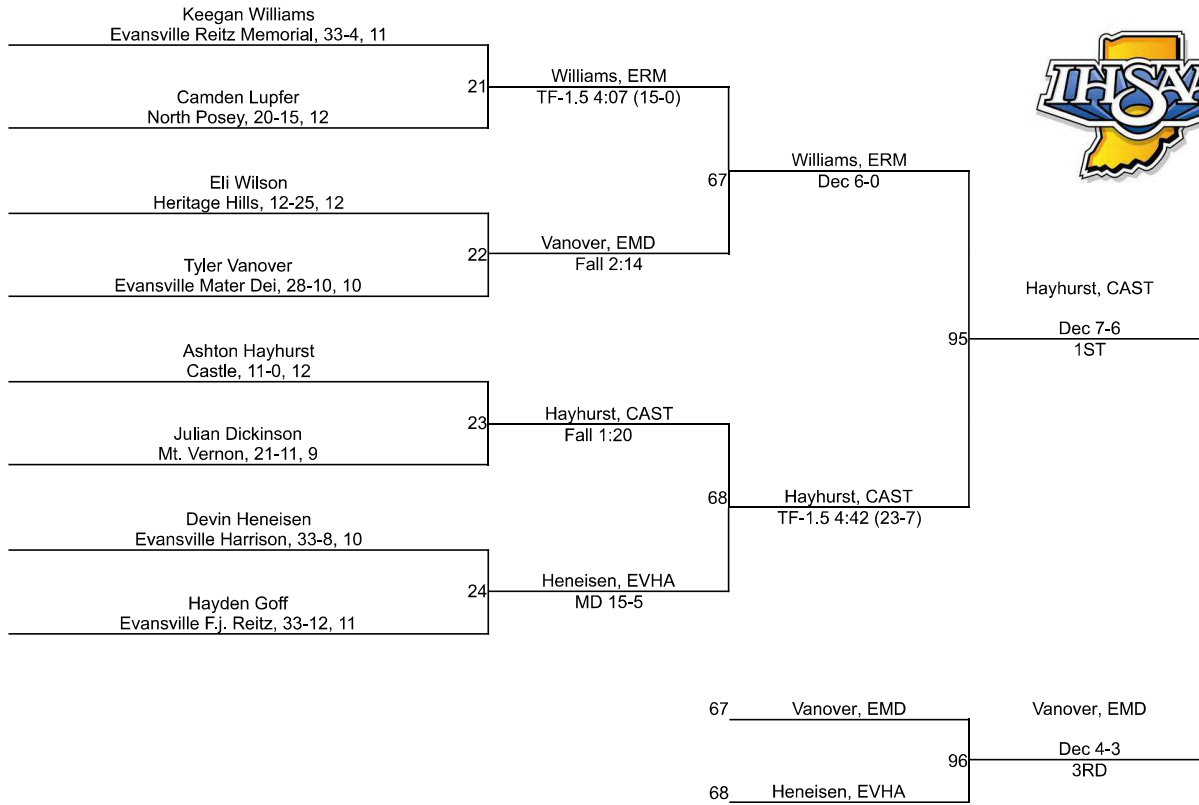 Keegan Williams
Evansville Reitz Memorial, 33-4, 11
21
Williams, ERM
TF-1.5 4:07 (15-0)
Camden Lupfer
North Posey, 20-15, 12
IHSAA
67
Williams, ERM
Dec 6-0
Eli Wilson
Heritage Hills, 12-25, 12
22
Vanover, EMD
Fall 2:14
Tyler Vanover
Evansville Mater Dei, 28-10, 10
95
Hayhurst, CAST
Dec 7-6
1ST
Ashton Hayhurst
Castle, 11-0, 12
23
Hayhurst, CAST
Fall 1:20
Julian Dickinson
Mt. Vernon, 21-11, 9
68
Hayhurst, CAST
TF-1.5 4:42 (23-7)
Devin Heneisen
Evansville Harrison, 33-8, 10
24
Heneisen, EVHA
MD 15-5
Hayden Goff
Evansville F.j. Reitz, 33-12, 11
67
Vanover, EMD
96
Vanover, EMD
Dec 4-3
3RD
68
Heneisen, EVHA